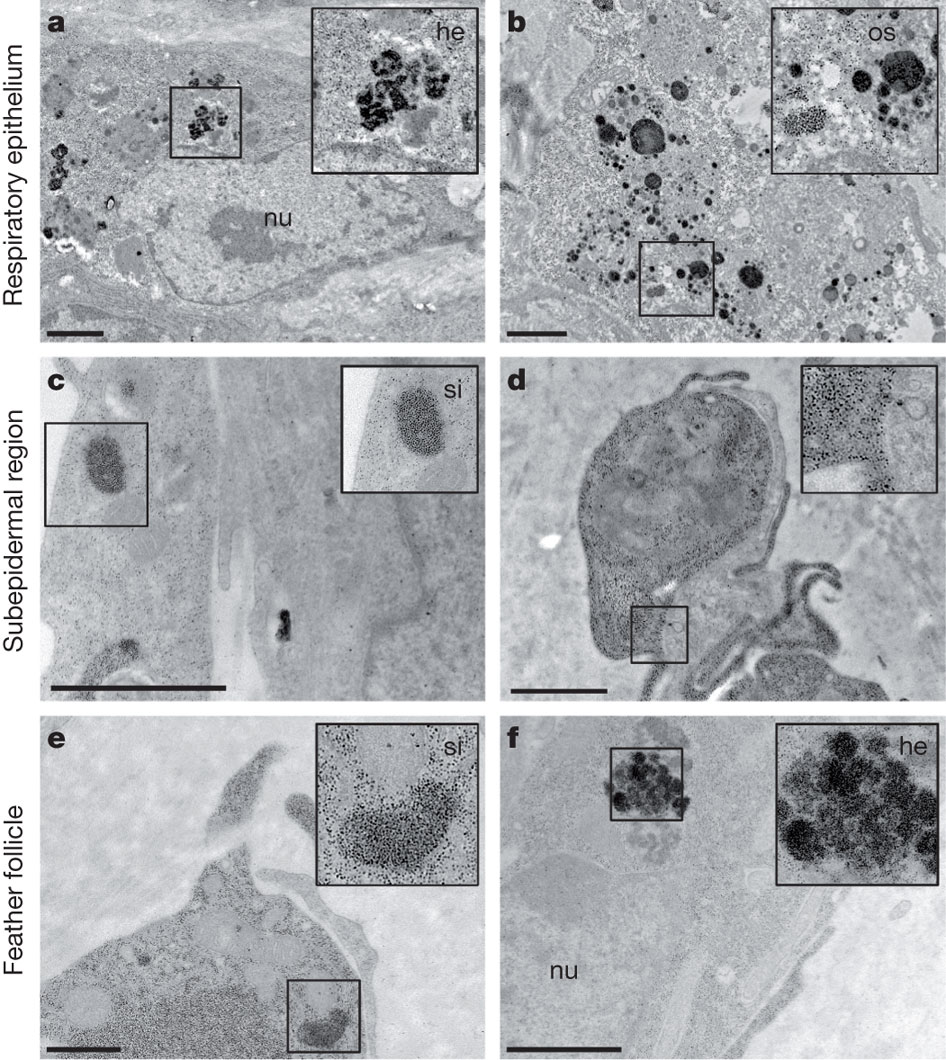 Respiratory epithelium
a
he
nu
b
os
Subepidermal region
c
si
d
Feather follicle
e
si
f
he
nu